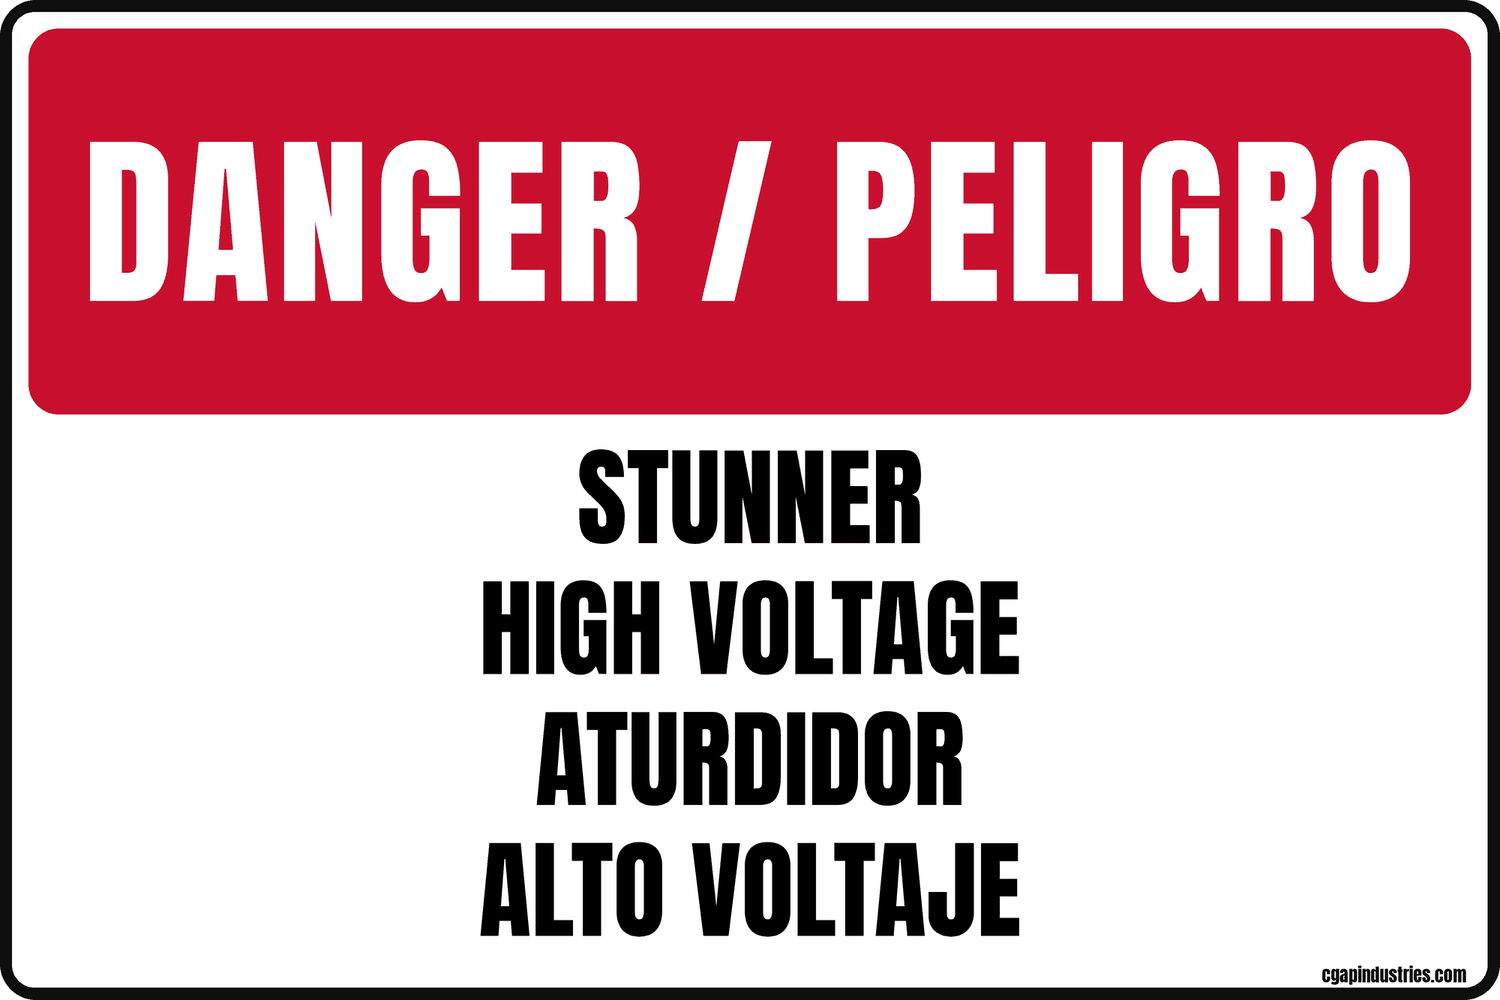 DANGER / PELIGRO
STUNNER
HIGH VOLTAGE
ATURDIDOR
ALTO VOLTAJE
cgapindustries.com